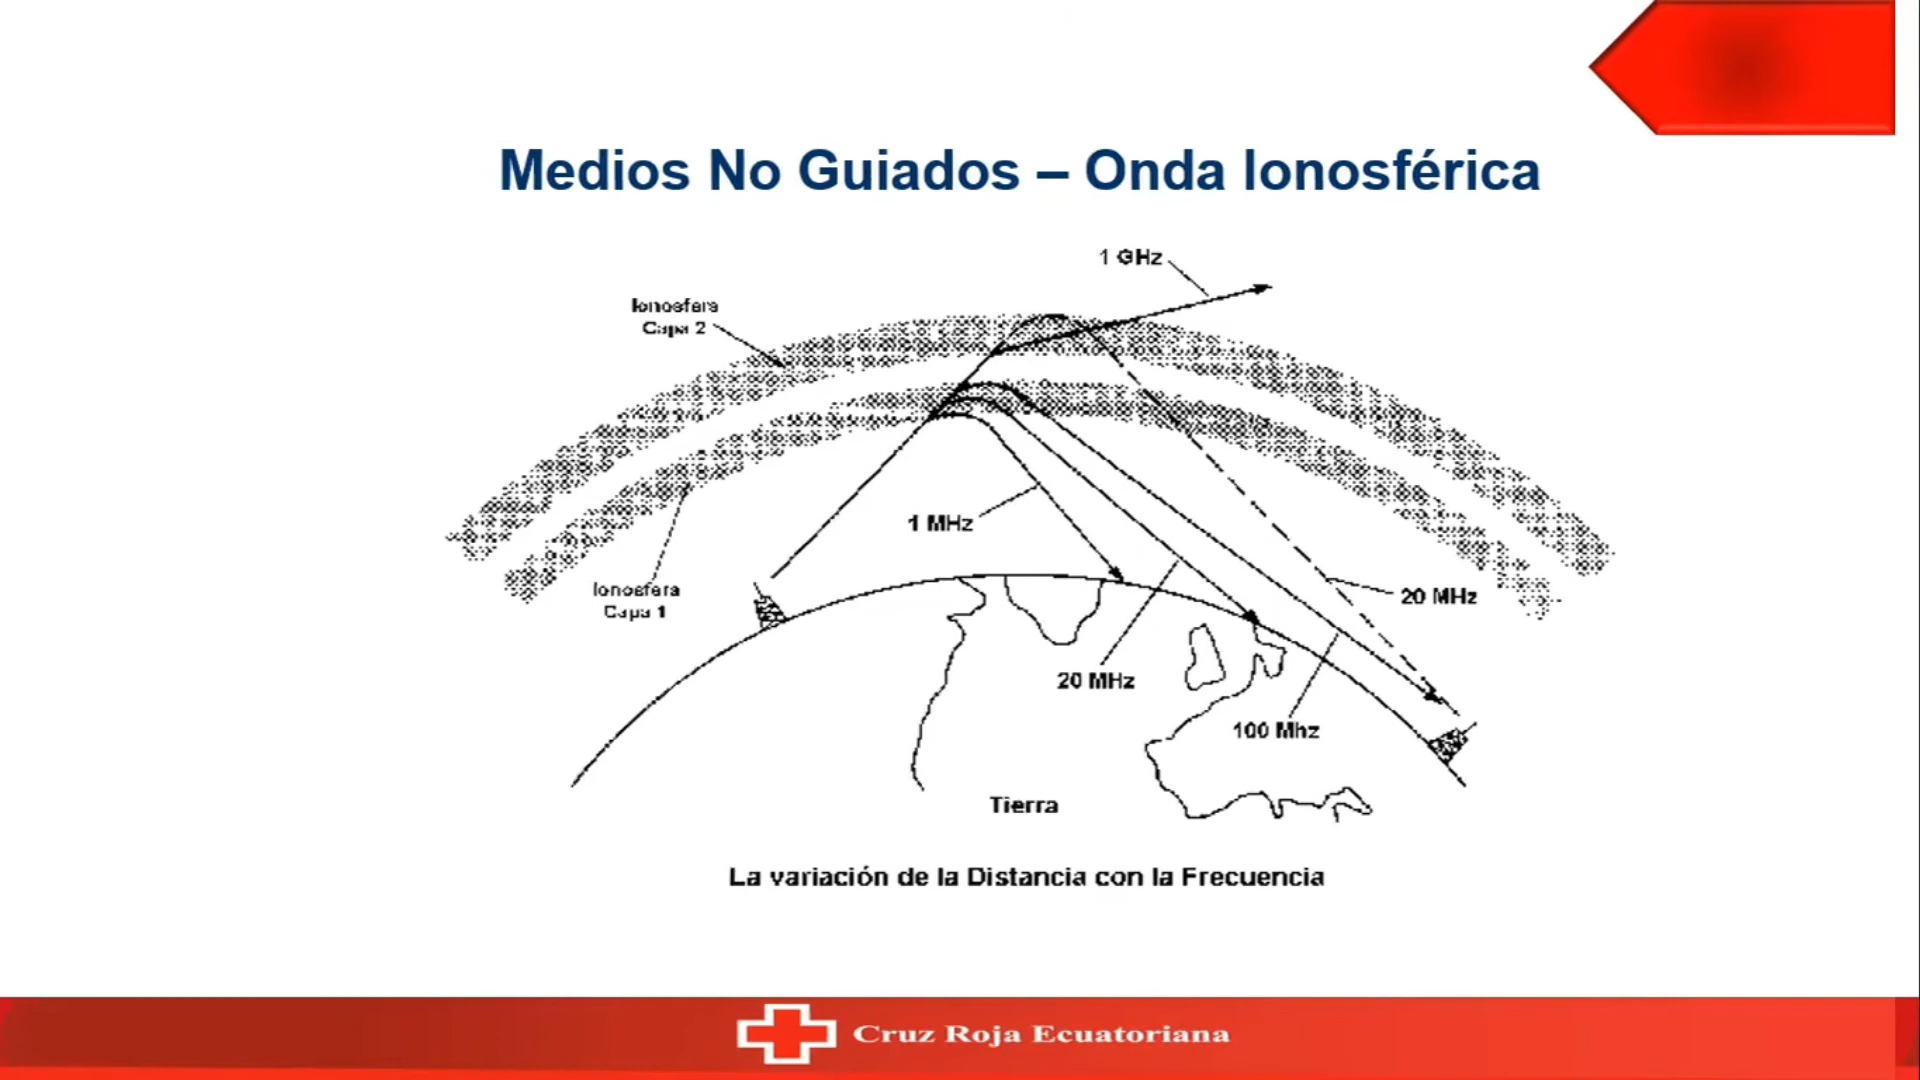 Medios No Guiados – Onda Ionosférica
1 GHz
Ionosfera
Capa 2
1 MHz
Ionosfera
Capa 1
20 MHz
20 MHz
100 Mhz
Tierra
La variación de la Distancia con la Frecuencia
Cruz Roja Ecuatoriana